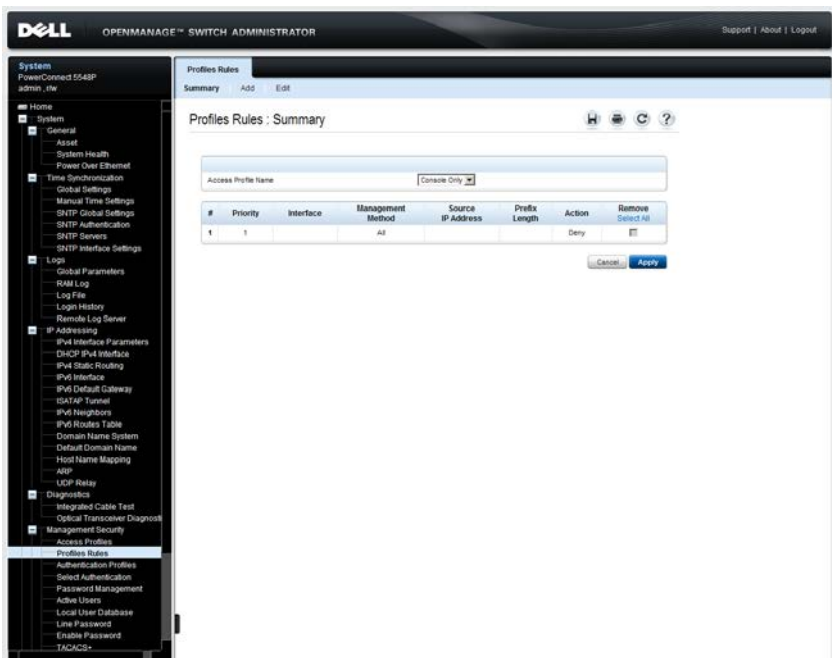 DELL OPENMANAGE™ SWITCH ADMINISTRATOR
Support | About | Logout
System
PowerConnect 5548P
admin , r/w
Home
System
General
Asset
System Health
Power Over Ethernet
Time Synchronization
Global Settings
Manual Time Settings
SNTP Global Settings
SNTP Authentication
SNTP Servers
SNTP Interface Settings
Logs
Global Parameters
RAM Log
Log File
Login History
Remote Log Server
IP Addressing
IPv4 Interface Parameters
DHCP IPv4 Interface
IPv4 Static Routing
IPv6 Interface
IPv6 Default Gateway
ISATAP Tunnel
IPv6 Neighbors
IPv6 Routes Table
Domain Name System
Default Domain Name
Host Name Mapping
ARP
UDP Relay
Diagnostics
Integrated Cable Test
Optical Transceiver Diagnosti
Management Security
Access Profiles
Profiles Rules
Authentication Profiles
Select Authentication
Password Management
Active Users
Local User Database
Line Password
Enable Password
TACACS+
Profiles Rules
Summary Add Edit
Profiles Rules : Summary
?
Access Profile Name Console Only
# Priority Interface Management Method Source IP Address Prefix Length Action Remove Select All
1 1 All Deny
Cancel Apply